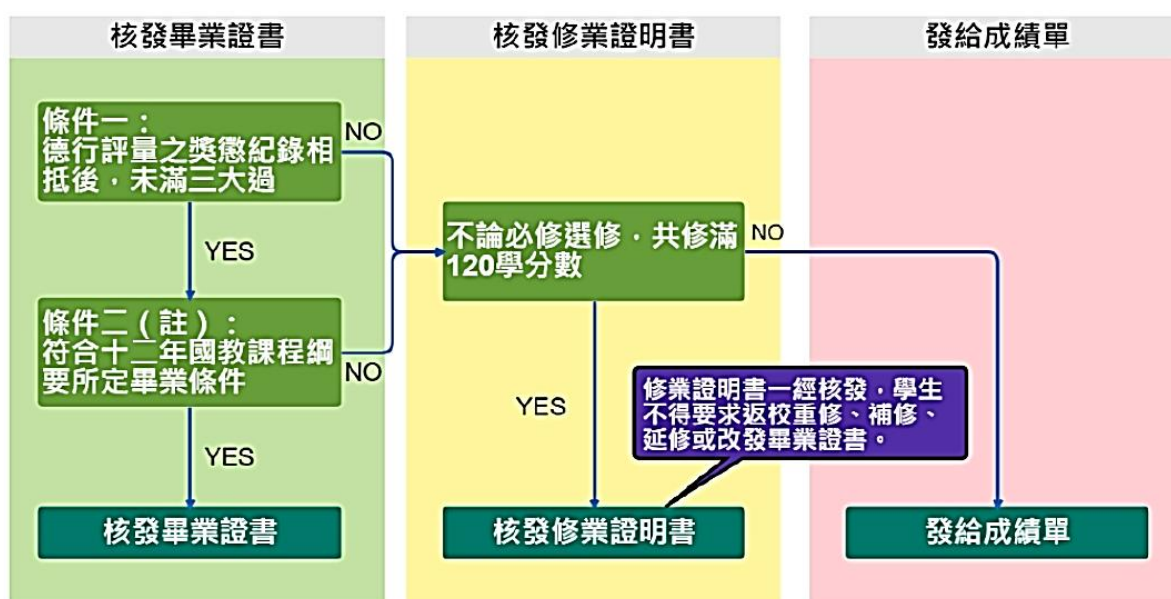 核發畢業證書
核發修業證明書
發給成績單
條件一：
德行評量之獎懲紀錄相
抵後，未滿三大過
NO
YES
條件二（註）：
符合十二年國教課程綱
要所定畢業條件
NO
YES
核發畢業證書
不論必修選修，共修滿
120學分數
NO
YES
修業證明書一經核發，學生
不得要求返校重修、補修、
延修或改發畢業證書。
核發修業證明書
發給成績單